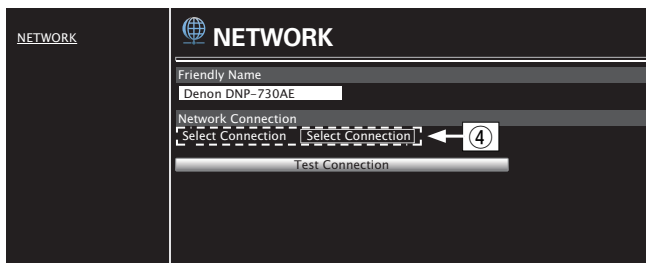 NETWORK
NETWORK
Friendly Name
Denon DNP-730AE
Network Connection
Select Connection Select Connection ④
Test Connection